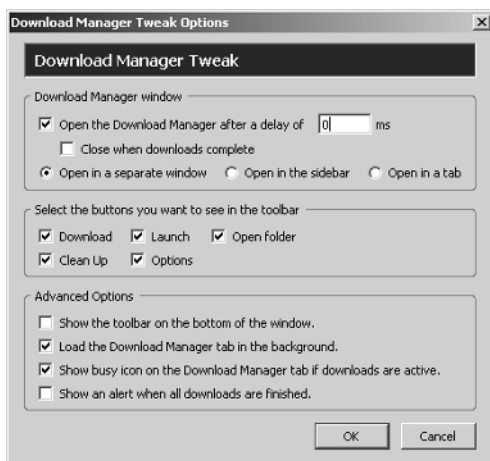 Download Manager Tweak Options
Download Manager Tweak
Download Manager window
Open the Download Manager after a delay of 0 ms
Close when downloads complete
Open in a separate window Open in the sidebar Open in a tab
Select the buttons you want to see in the toolbar
Download Launch Open folder
Clean Up Options
Advanced Options
Show the toolbar on the bottom of the window.
Load the Download Manager tab in the background.
Show busy icon on the Download Manager tab if downloads are active.
Show an alert when all downloads are finished.
OK Cancel